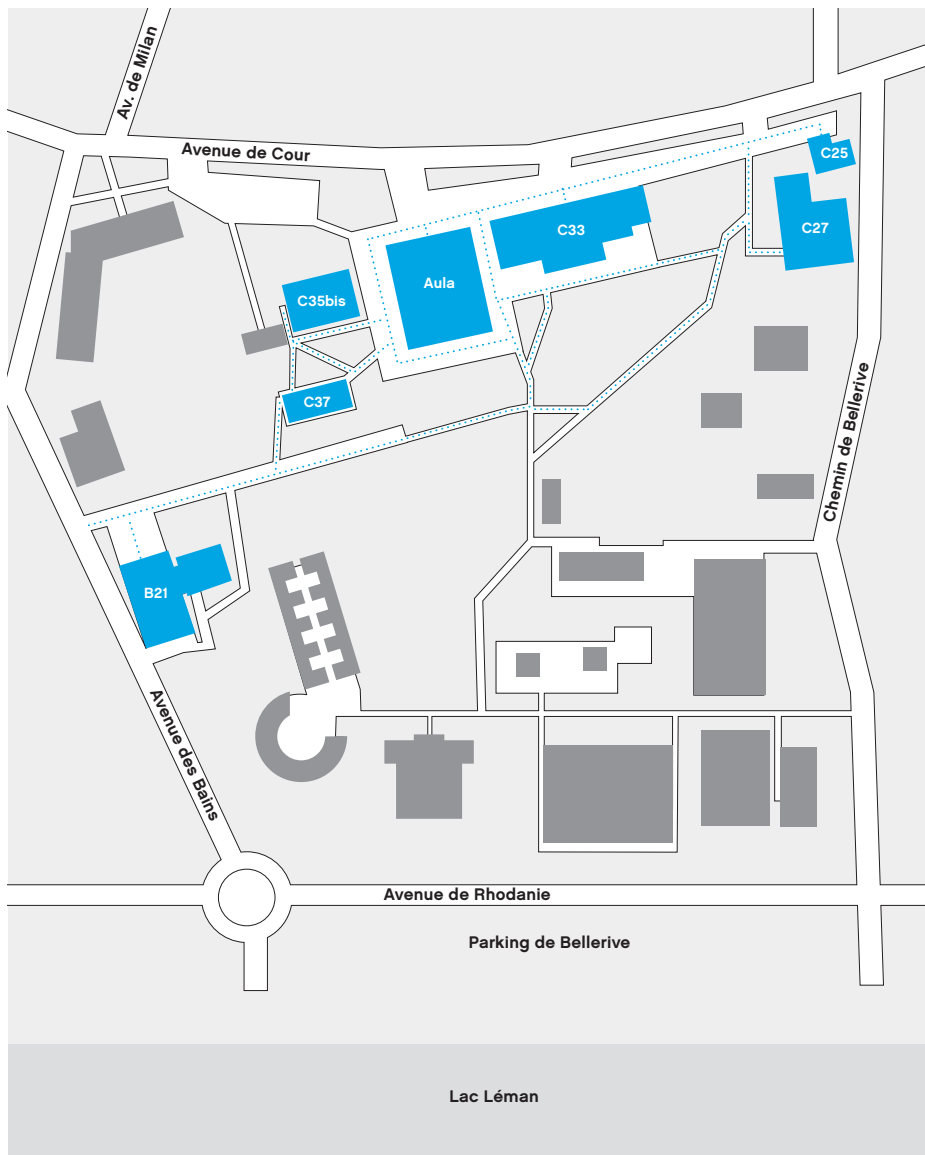 Av. de Milan
Avenue de Cour
C25
C33
C27
Aula
C35bis
C37
Chemin de Bellerive
B21
Avenue des Bains
Avenue de Rhodanie
Parking de Bellerive
Lac Léman